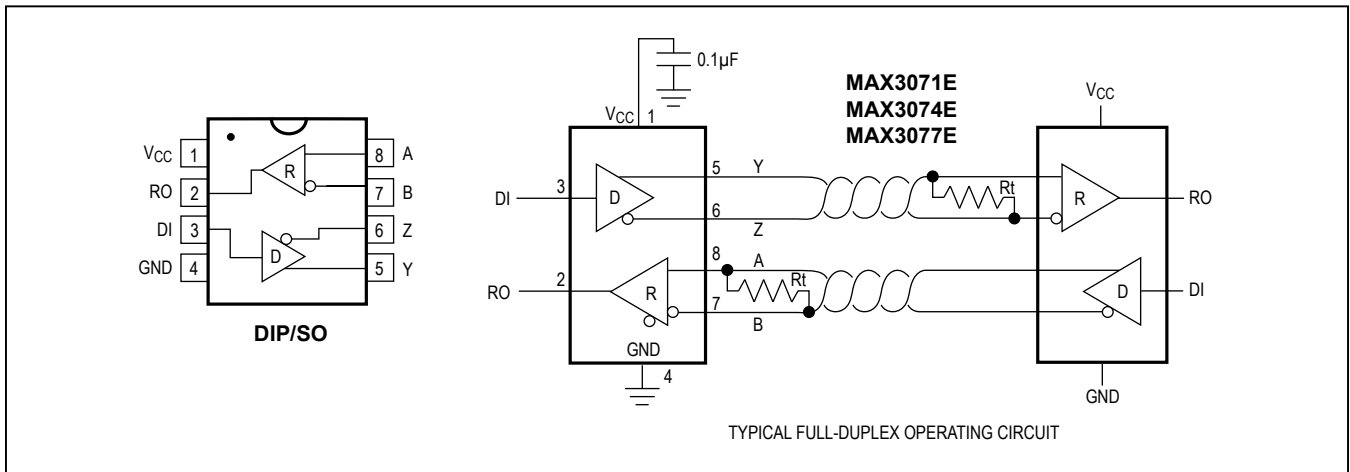 VCC 1
RO 2
DI 3
GND 4
8 A
7 B
6 Z
5 Y
R
D
DIP/SO
0.1µF
VCC 1
MAX3071E
MAX3074E
MAX3077E
VCC
DI 3
D
5 Y
6
Z
Rt
R
RO
RO 2
R
8 A
7
B
Rt
D
DI
GND
4
GND
TYPICAL FULL-DUPLEX OPERATING CIRCUIT